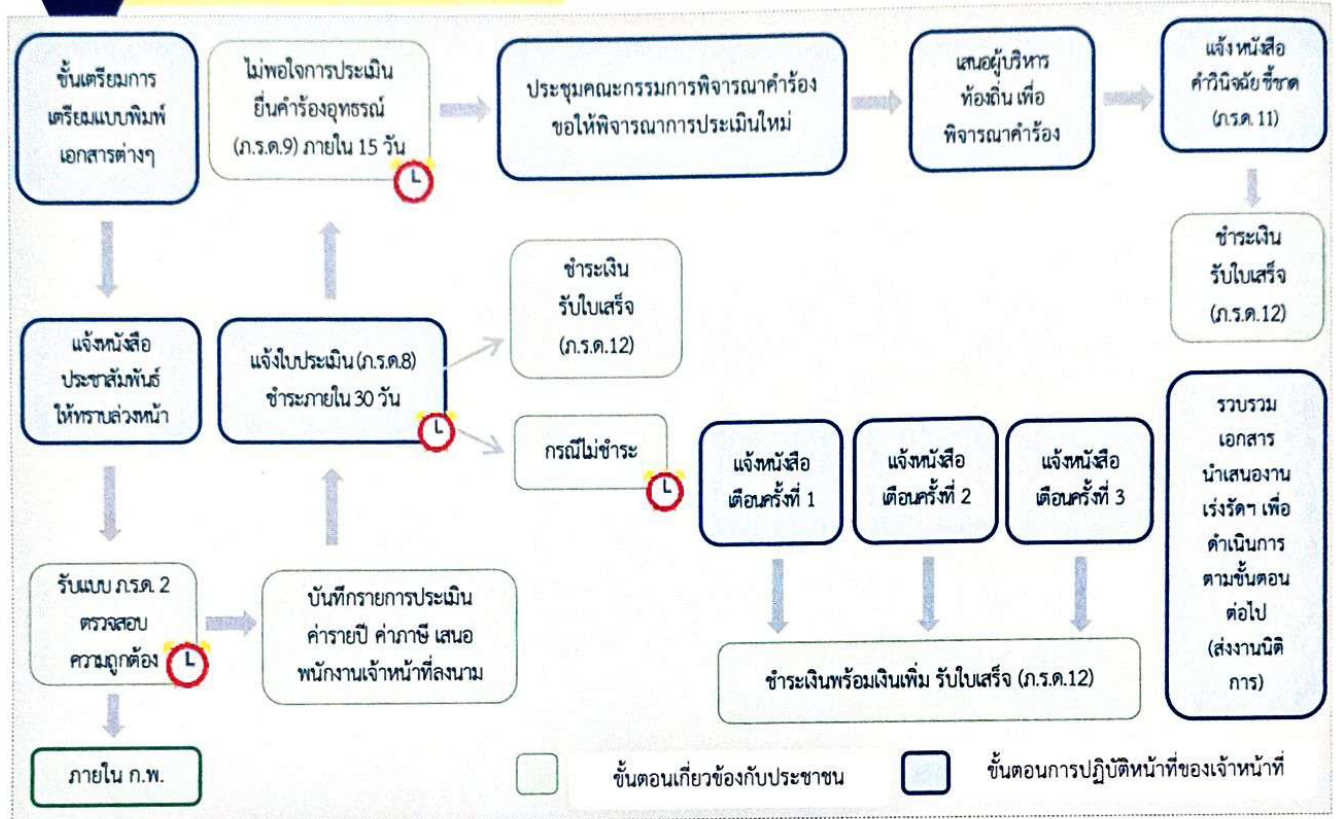 ขั้นเตรียมการ
เตรียมแบบพิมพ์
เอกสารต่างๆ
ไม่พอใจการประเมิน
ยื่นคำร้องอุทธรณ์
(ภ.ร.ด.9) ภายใน 15 วัน
ประชุมคณะกรรมการพิจารณาคำร้อง
ขอให้พิจารณาการประเมินใหม่
เสนอผู้บริหาร
ท้องถิ่น เพื่อ
พิจารณาคำร้อง
แจ้งหนังสือ
คำวินิจฉัยชี้ขาด
(ภ.ร.ด. 11)
ชำระเงิน
รับใบเสร็จ
(ภ.ร.ด.12)
แจ้งหนังสือ
ประชาสัมพันธ์
ให้ทราบล่วงหน้า
แจ้งใบประเมิน (ภ.ร.ด.8)
ชำระภายใน 30 วัน
ชำระเงิน
รับใบเสร็จ
(ภ.ร.ด.12)
กรณีไม่ชำระ
แจ้งหนังสือ
เตือนครั้งที่ 1
แจ้งหนังสือ
เตือนครั้งที่ 2
แจ้งหนังสือ
เตือนครั้งที่ 3
รวบรวม
เอกสาร
นำเสนองาน
เร่งรัดฯ เพื่อ
ดำเนินการ
ตามขั้นตอน
ต่อไป
(ส่งงานนิติ
การ)
รับแบบ ภ.ร.ด. 2
ตรวจสอบ
ความถูกต้อง
บันทึกรายการประเมิน
ค่ารายปี ค่าภาษี เสนอ
พนักงานเจ้าหน้าที่ลงนาม
ชำระเงินพร้อมเงินเพิ่ม รับใบเสร็จ (ภ.ร.ด.12)
ภายใน ก.พ.
ขั้นตอนเกี่ยวข้องกับประชาชน
ขั้นตอนการปฏิบัติหน้าที่ของเจ้าหน้าที่